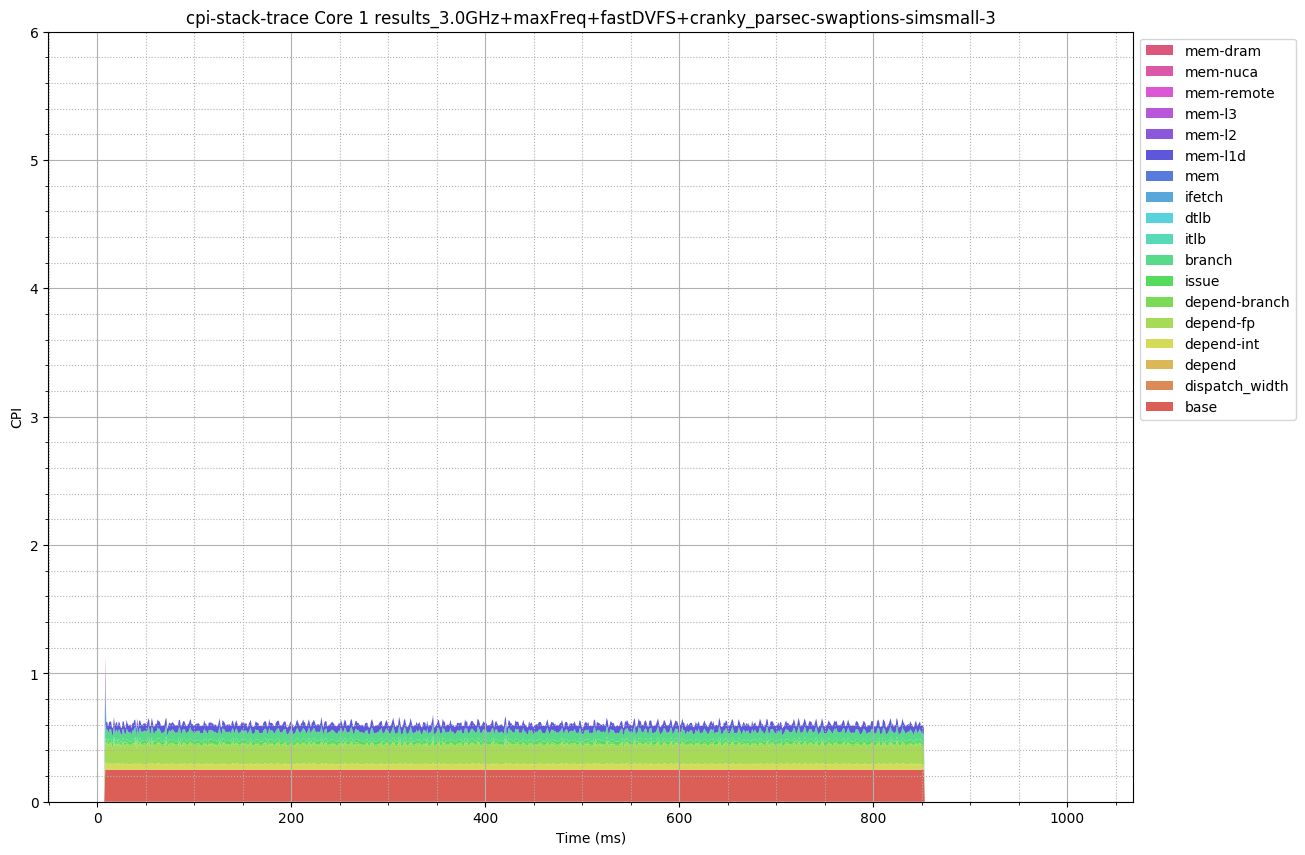 cpi-stack-trace Core 1 results_3.0GHz+maxFreq+fastDVFS+cranky_parsec-swaptions-simsmall-3
6
5
4
3
2
1
0
CPI
0 200 400 600 800 1000
Time (ms)
mem-dram
mem-nuca
mem-remote
mem-l3
mem-l2
mem-l1d
mem
ifetch
dtlb
itlb
branch
issue
depend-branch
depend-fp
depend-int
depend
dispatch_width
base